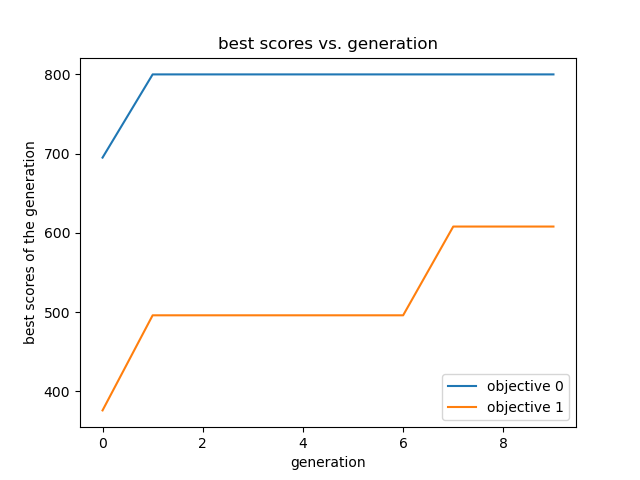 best scores vs. generation
best scores of the generation
800
700
600
500
400
objective 0
objective 1
0 2 4 6 8
generation